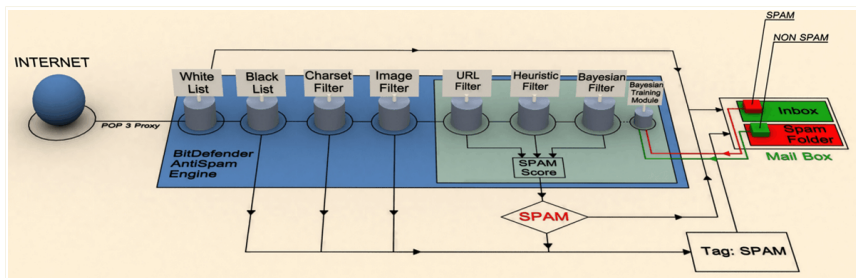 SPAM
NON SPAM
INTERNET
White
List
Black
List
Charset
Filter
Image
Filter
URL
Filter
Heuristic
Filter
Bayesian
Filter
Bayesian
Training
Module
POP 3 Proxy
BitDefender
AntiSpam
Engine
SPAM
Score
Inbox
Spam
Folder
Mail Box
SPAM
Tag: SPAM